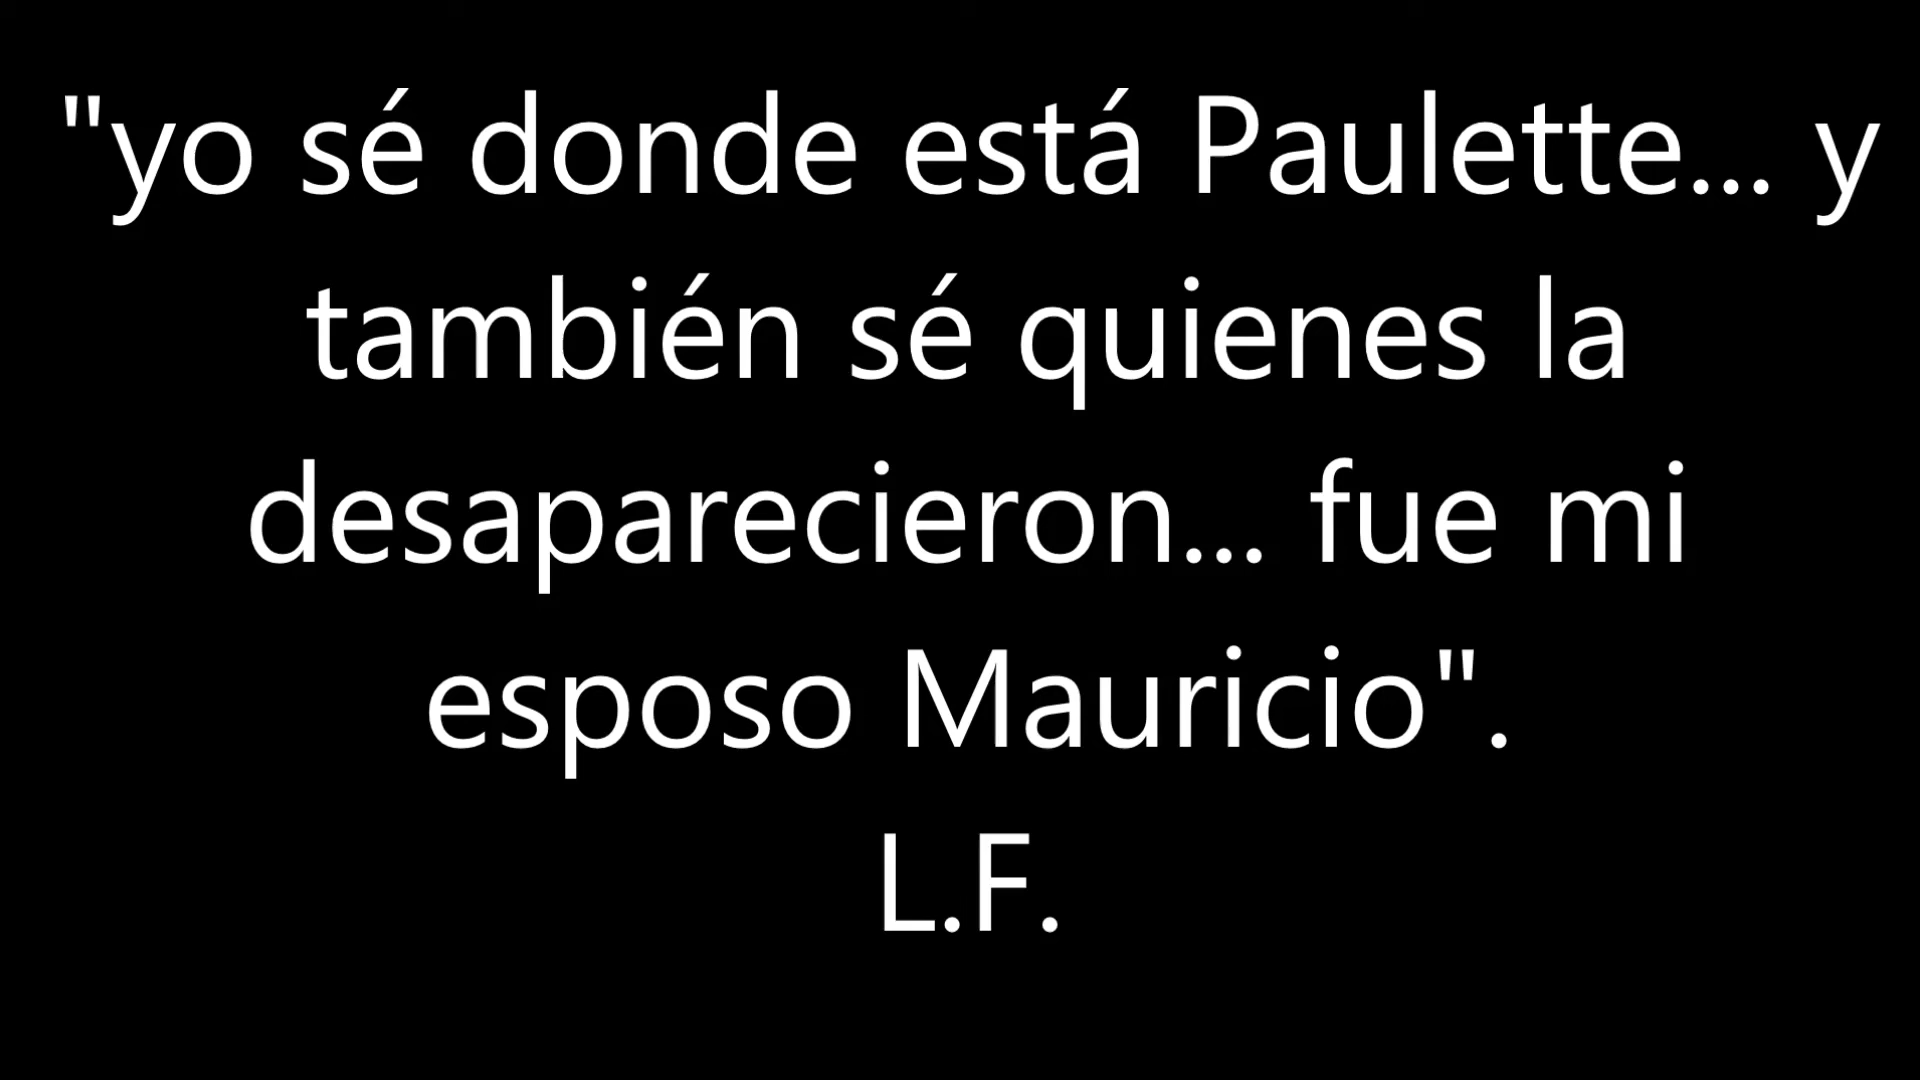 "yo sé donde está Paulette... y
también sé quienes la
desaparecieron... fue mi
esposo Mauricio".
L.F.